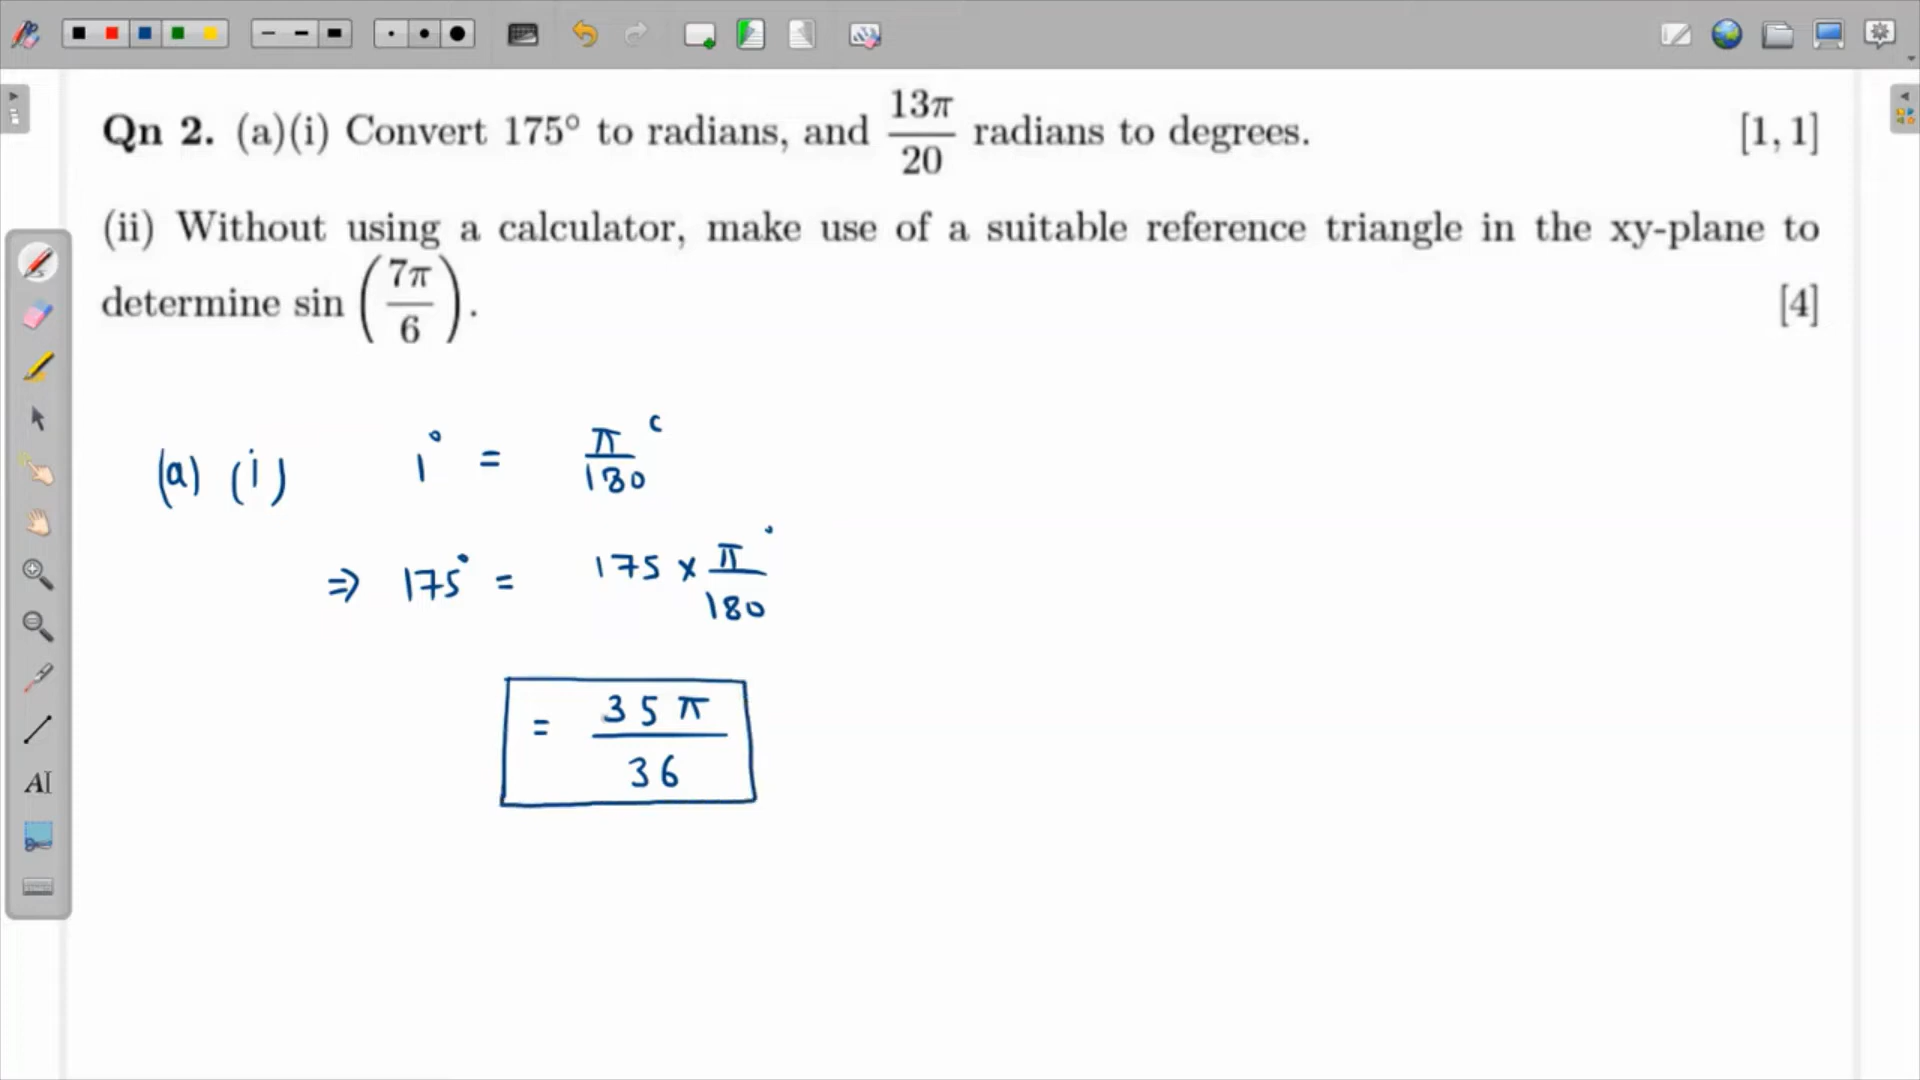 Qn 2. (a)(i) Convert 175° to radians, and 13π/20 radians to degrees. [1, 1]
(ii) Without using a calculator, make use of a suitable reference triangle in the xy-plane to
determine sin (7π/6). [4]
(a) (i) 1° = π/180 ᶜ
⇒ 175° = 175 × π/180 °
= 35π/36
AI